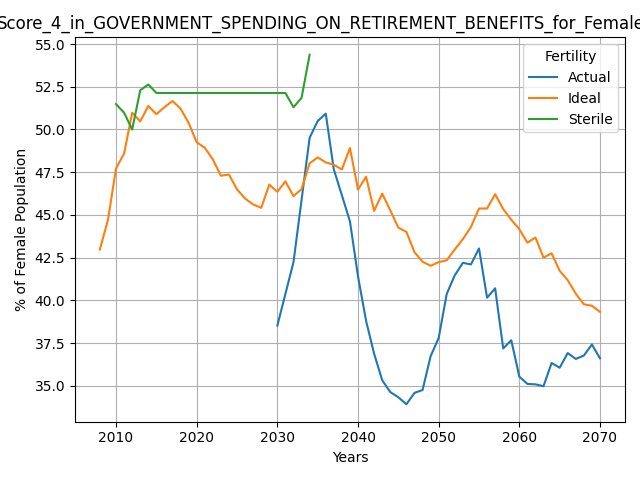 Score_4_in_GOVERNMENT_SPENDING_ON_RETIREMENT_BENEFITS_for_Female
55.0
52.5
50.0
47.5
45.0
42.5
40.0
37.5
35.0
% of Female Population
Fertility
Actual
Ideal
Sterile
2010 2020 2030 2040 2050 2060 2070
Years